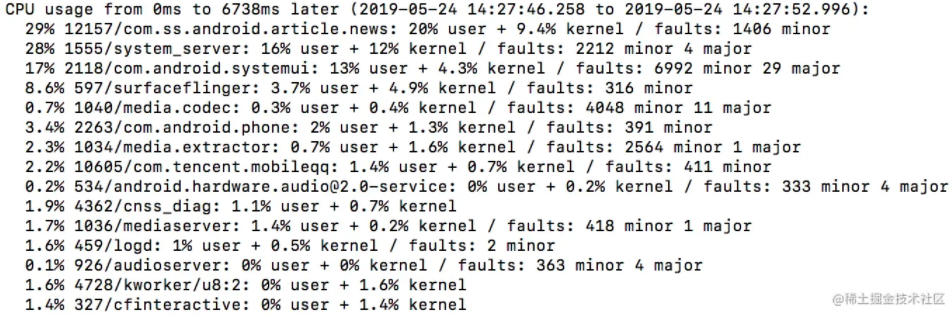 CPU usage from 0ms to 6738ms later (2019-05-24 14:27:46.258 to 2019-05-24 14:27:52.996):
29% 12157/com.ss.android.article.news: 20% user + 9.4% kernel / faults: 1406 minor
28% 1555/system_server: 16% user + 12% kernel / faults: 2212 minor 4 major
17% 2118/com.android.systemui: 13% user + 4.3% kernel / faults: 6992 minor 29 major
8.6% 597/surfaceflinger: 3.7% user + 4.9% kernel / faults: 316 minor
0.7% 1040/media.codec: 0.3% user + 0.4% kernel / faults: 4048 minor 11 major
3.4% 2263/com.android.phone: 2% user + 1.3% kernel / faults: 391 minor
2.3% 1034/media.extractor: 0.7% user + 1.6% kernel / faults: 2564 minor 1 major
2.2% 10605/com.tencent.mobileqq: 1.4% user + 0.7% kernel / faults: 411 minor
0.2% 534/android.hardware.audio@2.0-service: 0% user + 0.2% kernel / faults: 333 minor 4 major
1.9% 4362/cnss_diag: 1.1% user + 0.7% kernel
1.7% 1036/mediaserver: 1.4% user + 0.2% kernel / faults: 418 minor 1 major
1.6% 459/logd: 1% user + 0.5% kernel / faults: 2 minor
0.1% 926/audioserver: 0% user + 0% kernel / faults: 363 minor 4 major
1.6% 4728/kworker/u8:2: 0% user + 1.6% kernel
1.4% 327/cfinteractive: 0% user + 1.4% kernel
@稀土掘金技术社区